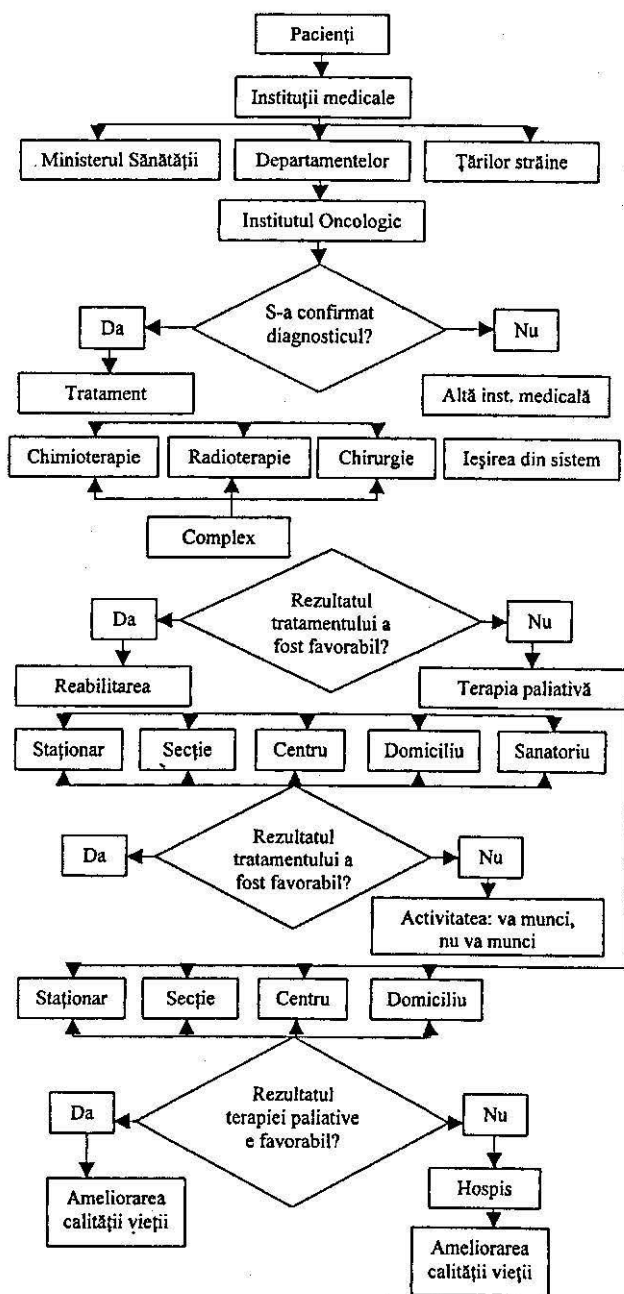 Pacienți
Instituții medicale
Ministerul Sănătății
Departamentelor
Țărilor străine
Institutul Oncologic
S-a confirmat
diagnosticul?
Da
Nu
Tratament
Altă inst. medicală
Chimioterapie
Radioterapie
Chirurgie
Ieşirea din sistem
Complex
Rezultatul
tratamentului a
fost favorabil?
Da
Nu
Reabilitarea
Terapia paliativă
Staționar
Secție
Centru
Domiciliu
Sanatoriu
Rezultatul
tratamentului a
fost favorabil?
Da
Nu
Activitatea: va munci,
nu va munci
Staționar
Secție
Centru
Domiciliu
Rezultatul
terapiei paliative
e favorabil?
Da
Nu
Ameliorarea
calității vieții
Hospis
Ameliorarea
calității vieții